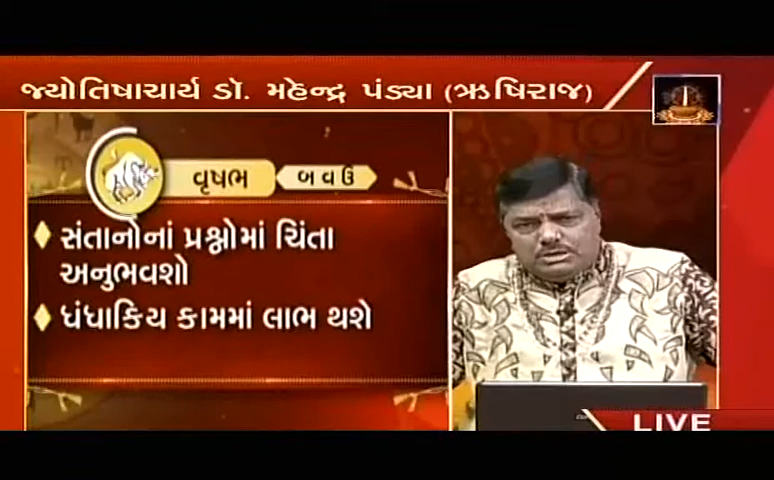 જ્યોતિષાચાર્ય ડૉ. મહેન્દ્ર પંડ્યા (ઋષિરાજ)
વૃષભ
બ વ ઉ
સંતાનોનાં પ્રશ્નોમાં ચિંતા
અનુભવશો
ધંધાકિય કામમાં લાભ થશે
LIVE